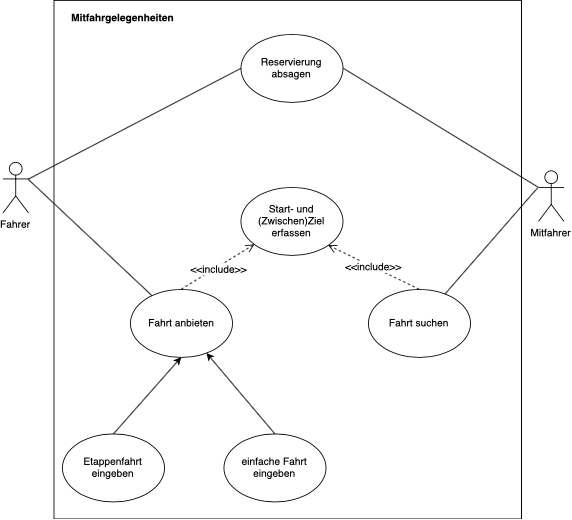 Mitfahrgelegenheiten
Reservierung
absagen
Fahrer
Mitfahrer
Start- und
(Zwischen)Ziel
erfassen
<<include>>
<<include>>
Fahrt anbieten
Fahrt suchen
Etappenfahrt
eingeben
einfache Fahrt
eingeben